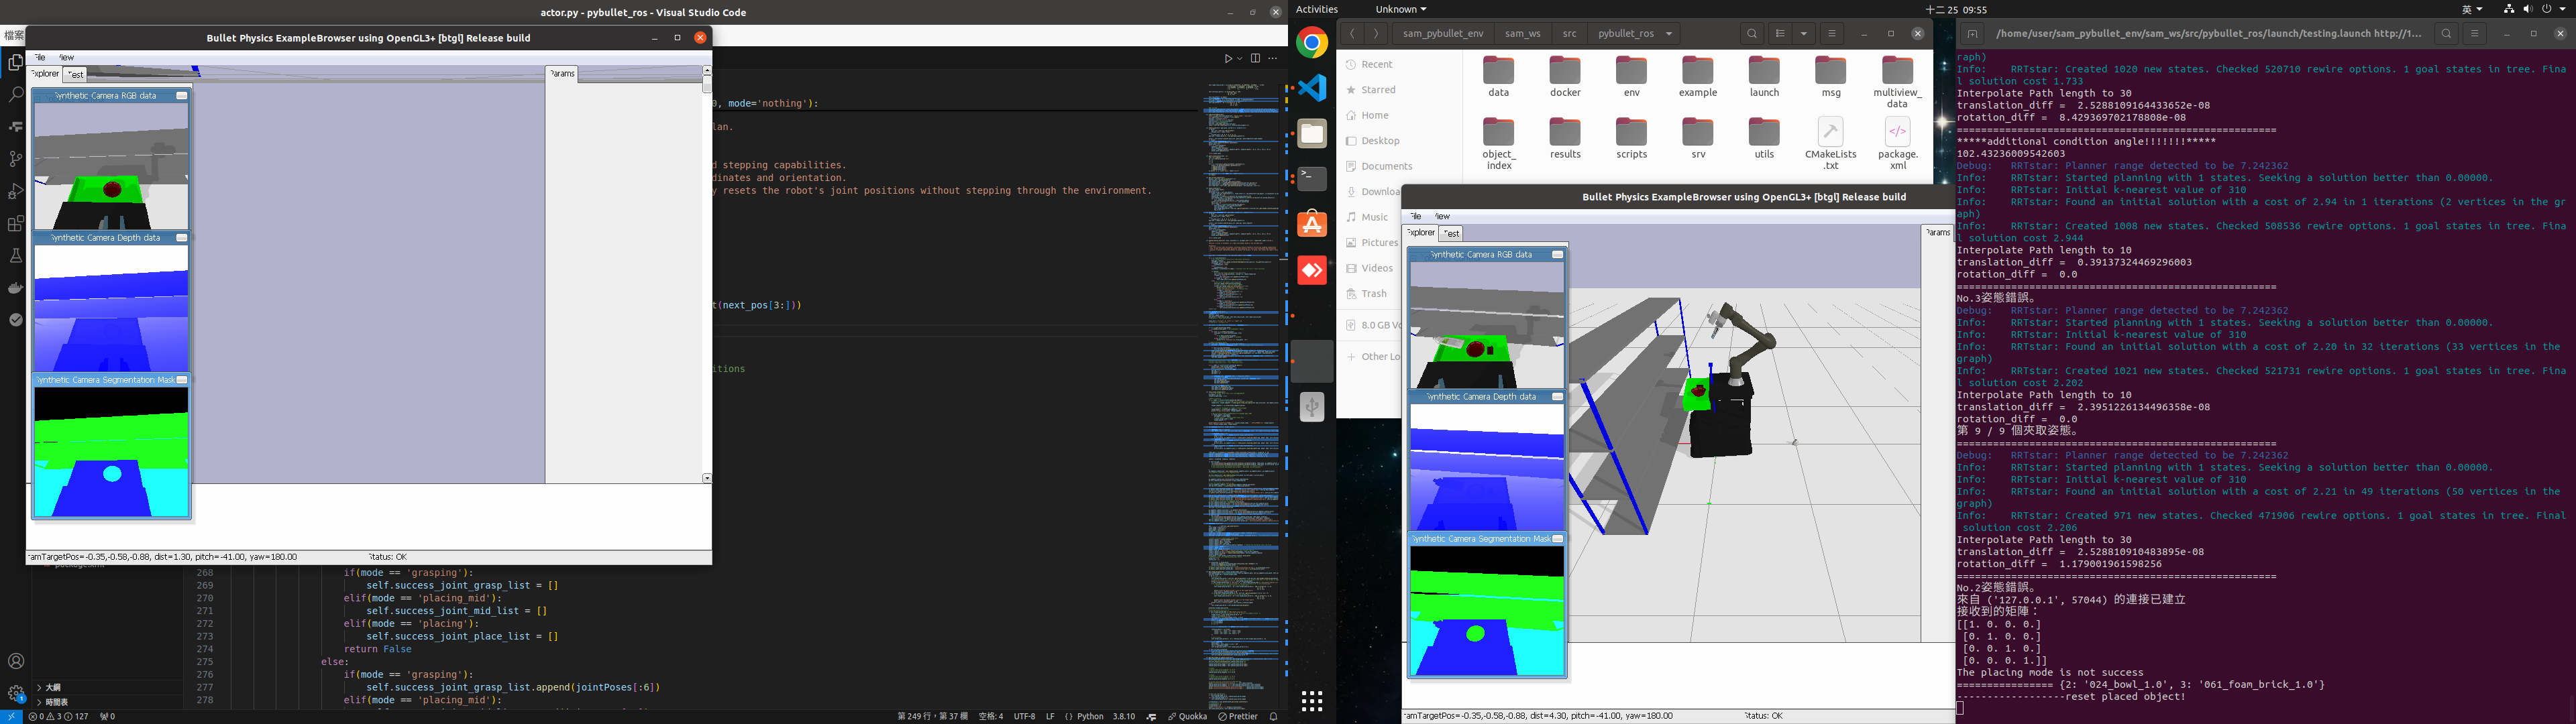 actor.py - pybullet_ros - Visual Studio Code
檔案
Bullet Physics ExampleBrowser using OpenGL3+ [btgl] Release build
File View
Explorer Test
Params
Synthetic Camera RGB data
Synthetic Camera Depth data
Synthetic Camera Segmentation Mask
0, mode='nothing'):
lan.
d stepping capabilities.
dinates and orientation.
y resets the robot's joint positions without stepping through the environment.
t(next_pos[3:]))
itions
amTargetPos=-0.35,-0.58,-0.88, dist=1.30, pitch=-41.00, yaw=180.00 Status: OK
268 if(mode == 'grasping'):
269 self.success_joint_grasp_list = []
270 elif(mode == 'placing_mid'):
271 self.success_joint_mid_list = []
272 elif(mode == 'placing'):
273 self.success_joint_place_list = []
274 return False
275 else:
276 if(mode == 'grasping'):
277 self.success_joint_grasp_list.append(jointPoses[:6])
278 elif(mode == 'placing_mid'):
大綱
時間表
0 3 127 0
第 249 行，第 37 欄 空格: 4 UTF-8 LF Python 3.8.10 Quokka Prettier
Activities Unknown 十二 25 09:55 英
sam_pybullet_env sam_ws src pybullet_ros
Recent
Starred
Home
Desktop
Documents
Downloa
Music
Pictures
Videos
Trash
8.0 GB Vo
Other Lo
data docker env example launch msg multiview_data
object_index results scripts srv utils CMakeLists.txt package.xml
Bullet Physics ExampleBrowser using OpenGL3+ [btgl] Release build
File View
Explorer Test
Params
Synthetic Camera RGB data
Synthetic Camera Depth data
Synthetic Camera Segmentation Mask
amTargetPos=-0.35,-0.58,-0.88, dist=4.30, pitch=-41.00, yaw=180.00 Status: OK
/home/user/sam_pybullet_env/sam_ws/src/pybullet_ros/launch/testing.launch http://1...
raph)
Info: RRTstar: Created 1020 new states. Checked 520710 rewire options. 1 goal states in tree. Fina
l solution cost 1.733
Interpolate Path length to 30
translation_diff = 2.5288109164433652e-08
rotation_diff = 8.429369702178808e-08
=====================================================
*****additional condition angle!!!!!!!*****
102.43236009542603
Debug: RRTstar: Planner range detected to be 7.242362
Info: RRTstar: Started planning with 1 states. Seeking a solution better than 0.00000.
Info: RRTstar: Initial k-nearest value of 310
Info: RRTstar: Found an initial solution with a cost of 2.94 in 1 iterations (2 vertices in the gr
aph)
Info: RRTstar: Created 1008 new states. Checked 508536 rewire options. 1 goal states in tree. Fina
l solution cost 2.944
Interpolate Path length to 10
translation_diff = 0.39137324469296003
rotation_diff = 0.0
=====================================================
No.3姿態錯誤。
Debug: RRTstar: Planner range detected to be 7.242362
Info: RRTstar: Started planning with 1 states. Seeking a solution better than 0.00000.
Info: RRTstar: Initial k-nearest value of 310
Info: RRTstar: Found an initial solution with a cost of 2.20 in 32 iterations (33 vertices in the
graph)
Info: RRTstar: Created 1021 new states. Checked 521731 rewire options. 1 goal states in tree. Fina
l solution cost 2.202
Interpolate Path length to 10
translation_diff = 2.3951226134496358e-08
rotation_diff = 0.0
第 9 / 9 個夾取姿態。
=====================================================
Debug: RRTstar: Planner range detected to be 7.242362
Info: RRTstar: Started planning with 1 states. Seeking a solution better than 0.00000.
Info: RRTstar: Initial k-nearest value of 310
Info: RRTstar: Found an initial solution with a cost of 2.21 in 49 iterations (50 vertices in the
graph)
Info: RRTstar: Created 971 new states. Checked 471906 rewire options. 1 goal states in tree. Final
solution cost 2.206
Interpolate Path length to 30
translation_diff = 2.528810910483895e-08
rotation_diff = 1.179001961598256
=====================================================
No.2姿態錯誤。
來自 ('127.0.0.1', 57044) 的連接已建立
接收到的矩陣：
[[1. 0. 0. 0.]
[0. 1. 0. 0.]
[0. 0. 1. 0.]
[0. 0. 0. 1.]]
The placing mode is not success
================ {2: '024_bowl_1.0', 3: '061_foam_brick_1.0'}
------------------reset placed object!